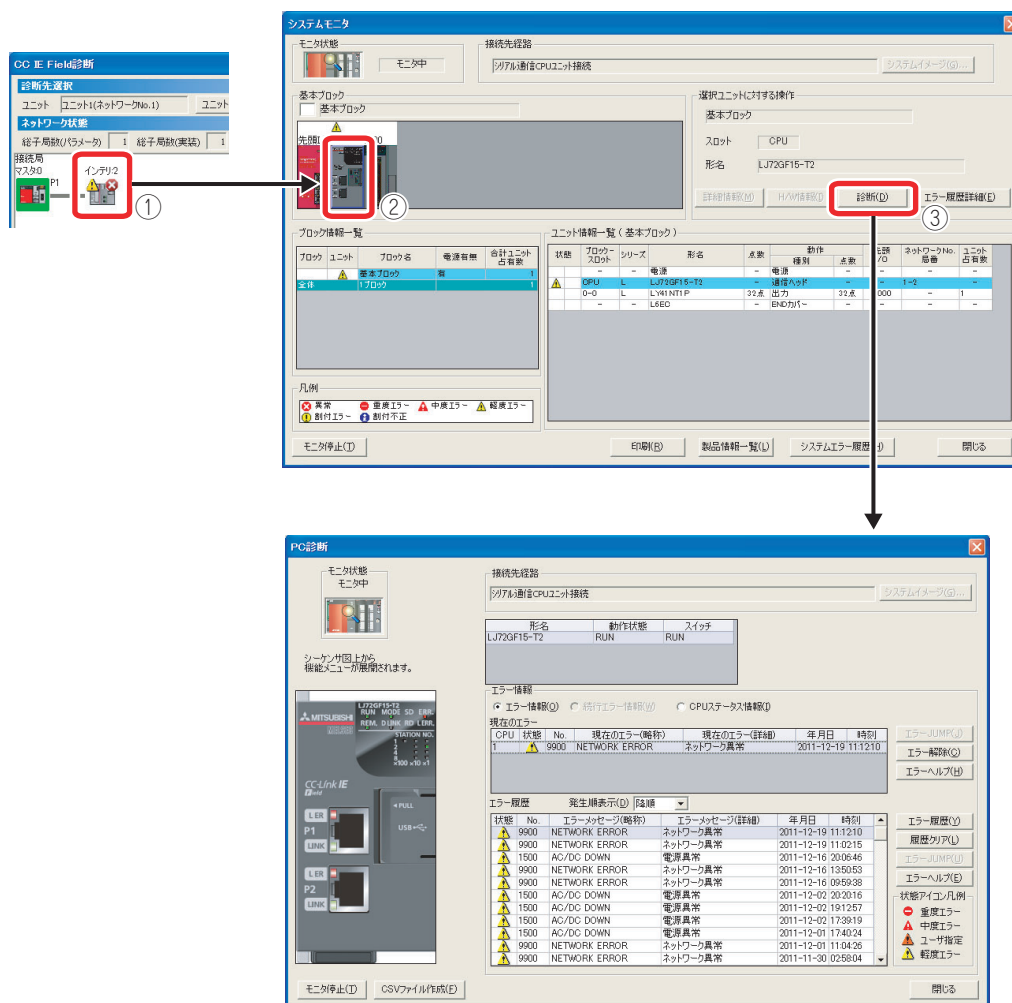 CC IE Field診断
診断先選択
ユニット ユニット1(ネットワークNo.1) ユニット
ネットワーク状態
総子局数(パラメータ) 1 総子局数(実装) 1
接続局
マスタ:0
P1
インテリ:2
①
システムモニタ
モニタ状態
モニタ中
接続先経路
シリアル通信CPUユニット接続
システムイメージ(G)...
基本ブロック
基本ブロック
②
選択ユニットに対する操作
基本ブロック
スロット CPU
形名 LJ72GF15-T2
詳細情報(M) H/W情報(I) 診断(D) エラー履歴詳細(E)
③
ブロック情報一覧
ブロック ユニット ブロック名 電源有無 合計ユニット占有数
基本ブロック 有 1
全体 1ブロック 1
ユニット情報一覧(基本ブロック)
状態 ブロック-スロット シリーズ 形名 点数 動作 種別 点数 ネットワークNo. 局番 ユニット占有数
- - 電源 - 電源 - - - -
CPU L LJ72GF15-T2 - 通信ヘッド - - 1-2 -
0-0 L LY41NT1P 32点 出力 32点 - 1
- - L6EC - ENDカバー - - - -
凡例
異常 重度エラー 中度エラー 軽度エラー
割付エラー 割付不正
モニタ停止(T) 印刷(R) 製品情報一覧(L) システムエラー履歴 閉じる
PC診断
モニタ状態
モニタ中
接続先経路
シリアル通信CPUユニット接続
システムイメージ(G)...
シーケンサ図上から
機能メニューが展開されます。
形名 動作状態 スイッチ
LJ72GF15-T2 RUN RUN
MITSUBISHI
LJ72GF15-T2
RUN MODE SD ERR.
REM. D LINK RD L ERR.
STATION NO.
×100 ×10 ×1
CC-Link IE Field
L ER
P1
LINK
PULL
USB
L ER
P2
LINK
エラー情報
エラー情報(O) 続行エラー情報(W) CPUステータス情報(I)
現在のエラー
CPU 状態 No. 現在のエラー(略称) 現在のエラー(詳細) 年月日 時刻
1 9900 NETWORK ERROR ネットワーク異常 2011-12-19 11:12:10
エラーJUMP(J)
エラー解除(C)
エラーヘルプ(H)
エラー履歴 発生順表示(D) 降順
状態 No. エラーメッセージ(略称) エラーメッセージ(詳細) 年月日 時刻
9900 NETWORK ERROR ネットワーク異常 2011-12-19 11:12:10
9900 NETWORK ERROR ネットワーク異常 2011-12-19 11:02:15
1500 AC/DC DOWN 電源異常 2011-12-16 20:06:46
9900 NETWORK ERROR ネットワーク異常 2011-12-16 13:50:53
9900 NETWORK ERROR ネットワーク異常 2011-12-16 09:59:38
1500 AC/DC DOWN 電源異常 2011-12-02 20:20:16
1500 AC/DC DOWN 電源異常 2011-12-02 19:12:57
1500 AC/DC DOWN 電源異常 2011-12-02 17:39:19
1500 AC/DC DOWN 電源異常 2011-12-01 17:40:24
9900 NETWORK ERROR ネットワーク異常 2011-12-01 11:04:26
9900 NETWORK ERROR ネットワーク異常 2011-11-30 02:58:04
エラー履歴(Y)
履歴クリア(L)
エラーJUMP(U)
エラーヘルプ(E)
状態アイコン凡例
重度エラー
中度エラー
ユーザ指定
軽度エラー
モニタ停止(T) CSVファイル作成(F) 閉じる